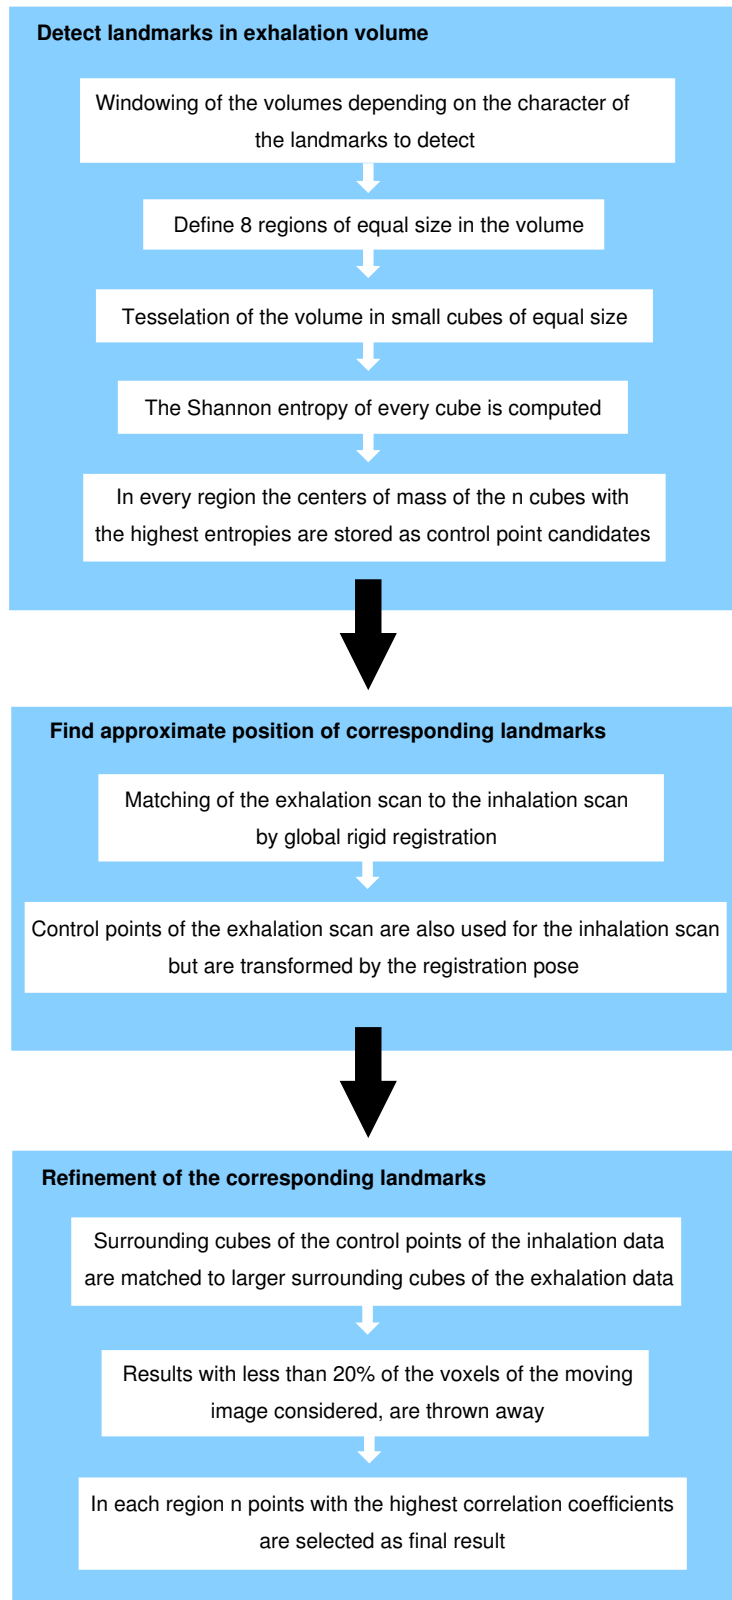 Detect landmarks in exhalation volume
Windowing of the volumes depending on the character of
the landmarks to detect
Define 8 regions of equal size in the volume
Tesselation of the volume in small cubes of equal size
The Shannon entropy of every cube is computed
In every region the centers of mass of the n cubes with
the highest entropies are stored as control point candidates
Find approximate position of corresponding landmarks
Matching of the exhalation scan to the inhalation scan
by global rigid registration
Control points of the exhalation scan are also used for the inhalation scan
but are transformed by the registration pose
Refinement of the corresponding landmarks
Surrounding cubes of the control points of the inhalation data
are matched to larger surrounding cubes of the exhalation data
Results with less than 20% of the voxels of the moving
image considered, are thrown away
In each region n points with the highest correlation coefficients
are selected as final result